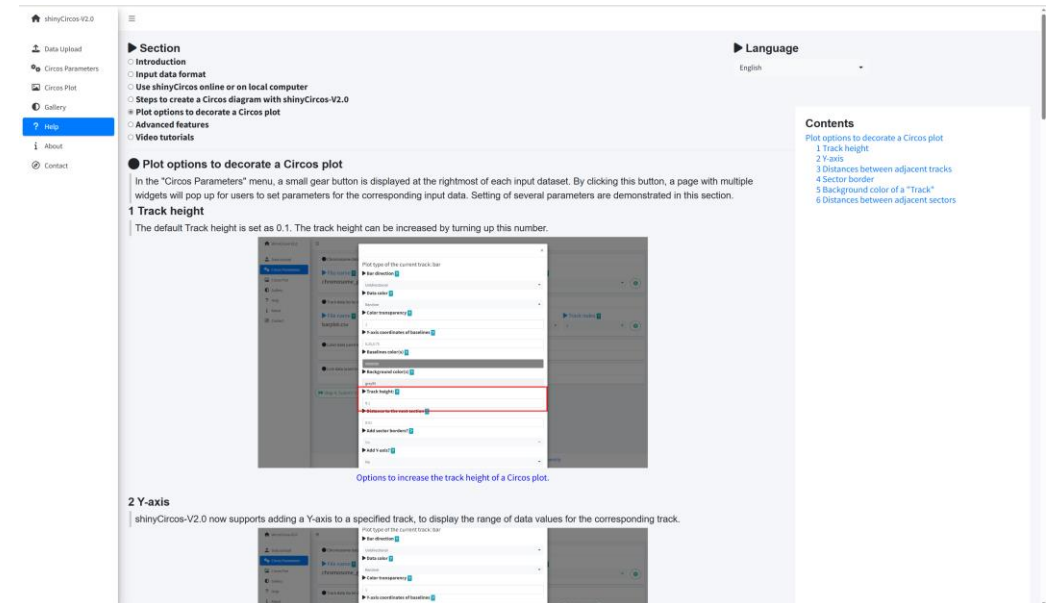 shinyCircos-V2.0
Data Upload
Circos Parameters
Circos Plot
Gallery
Help
About
Contact
Section
Introduction
Input data format
Use shinyCircos online or on local computer
Steps to create a Circos diagram with shinyCircos-V2.0
Plot options to decorate a Circos plot
Advanced features
Video tutorials
Language
English
Contents
Plot options to decorate a Circos plot
1 Track height
2 Y-axis
3 Distances between adjacent tracks
4 Sector border
5 Background color of a "Track"
6 Distances between adjacent sectors
Plot options to decorate a Circos plot
In the "Circos Parameters" menu, a small gear button is displayed at the rightmost of each input dataset. By clicking this button, a page with multiple
widgets will pop up for users to set parameters for the corresponding input data. Setting of several parameters are demonstrated in this section.
1 Track height
The default Track height is set as 0.1. The track height can be increased by turning up this number.
Plot type of the current track: bar
Bar direction
Data color
Color transparency
Y-axis coordinates of baselines
Baselines color(s)
Background color(s)
Track height:
Distance to the next section
Add sector borders?
Add Y-axis?
Options to increase the track height of a Circos plot.
2 Y-axis
shinyCircos-V2.0 now supports adding a Y-axis to a specified track, to display the range of data values for the corresponding track.
Plot type of the current track: bar
Bar direction
Data color
Color transparency
Y-axis coordinates of baselines